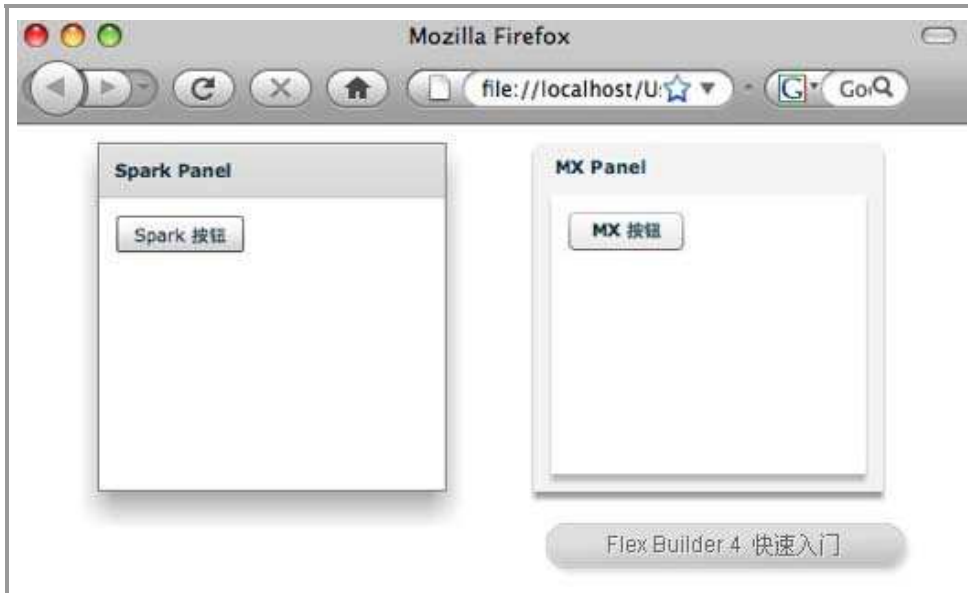 Mozilla Firefox
file://localhost/U:
G Go
Spark Panel
Spark 按钮
MX Panel
MX 按钮
Flex Builder 4 快速入门